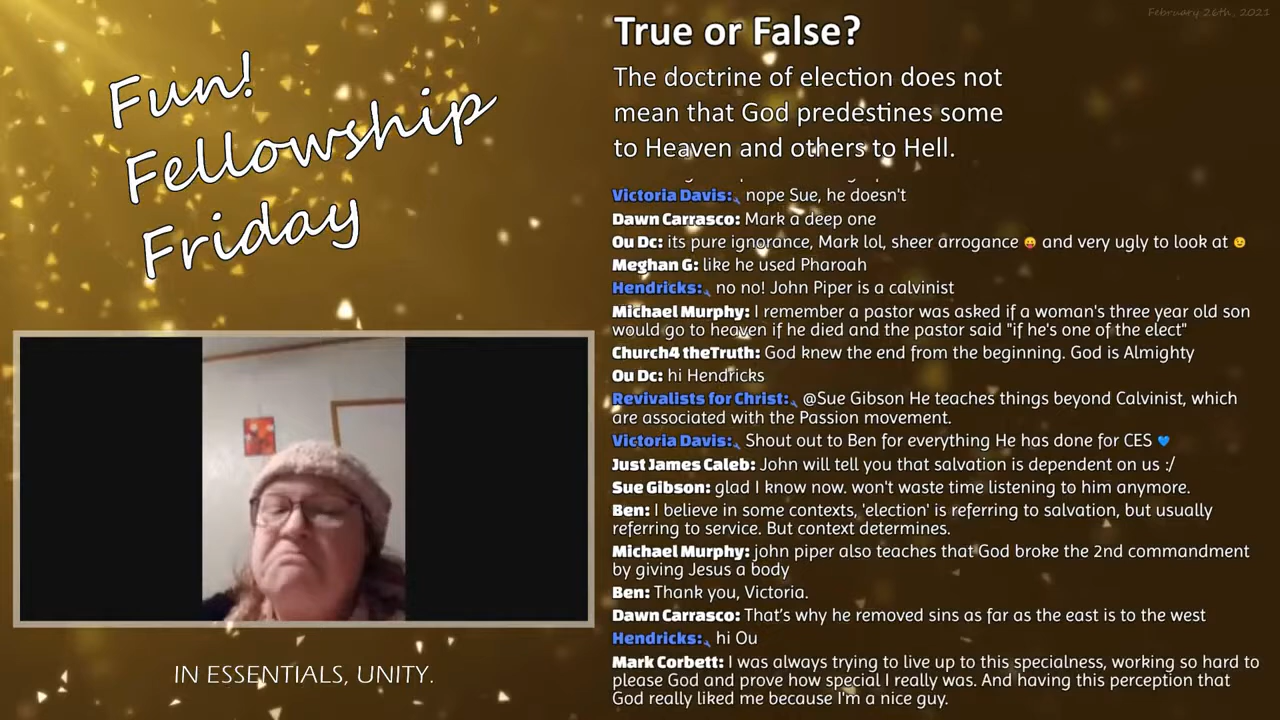 February 26th, 2021
Fun!
Fellowship
Friday
IN ESSENTIALS, UNITY.
True or False?
The doctrine of election does not
mean that God predestines some
to Heaven and others to Hell.
Victoria Davis: nope Sue, he doesn't
Dawn Carrasco: Mark a deep one
Ou Dc: its pure ignorance, Mark lol, sheer arrogance 😛 and very ugly to look at 😉
Meghan G: like he used Pharoah
Hendricks: no no! John Piper is a calvinist
Michael Murphy: I remember a pastor was asked if a woman's three year old son
would go to heaven if he died and the pastor said "if he's one of the elect"
Church4 theTruth: God knew the end from the beginning. God is Almighty
Ou Dc: hi Hendricks
Revivalists for Christ: @Sue Gibson He teaches things beyond Calvinist, which
are associated with the Passion movement.
Victoria Davis: Shout out to Ben for everything He has done for CES 💙
Just James Caleb: John will tell you that salvation is dependent on us :/
Sue Gibson: glad I know now. won't waste time listening to him anymore.
Ben: I believe in some contexts, 'election' is referring to salvation, but usually
referring to service. But context determines.
Michael Murphy: john piper also teaches that God broke the 2nd commandment
by giving Jesus a body
Ben: Thank you, Victoria.
Dawn Carrasco: That's why he removed sins as far as the east is to the west
Hendricks: hi Ou
Mark Corbett: I was always trying to live up to this specialness, working so hard to
please God and prove how special I really was. And having this perception that
God really liked me because I'm a nice guy.